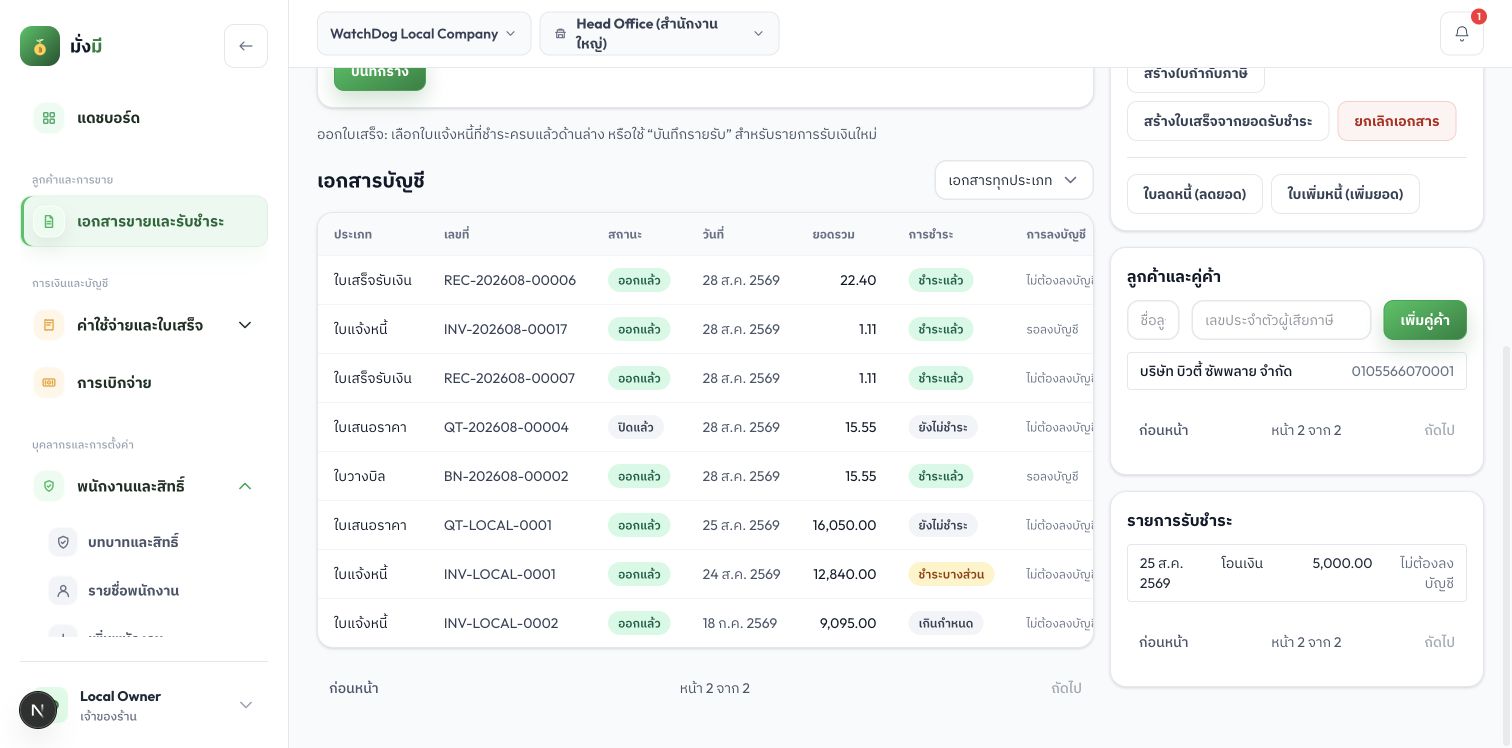 มั่งมี
แดชบอร์ด
ลูกค้าและการขาย
เอกสารขายและรับชำระ
การเงินและบัญชี
ค่าใช้จ่ายและใบเสร็จ
การเบิกจ่าย
บุคลากรและการตั้งค่า
พนักงานและสิทธิ์
บทบาทและสิทธิ์
รายชื่อพนักงาน
N
Local Owner
เจ้าของร้าน
WatchDog Local Company
Head Office (สำนักงาน
ใหญ่)
1
บันทึกร่าง
ออกใบเสร็จ: เลือกใบแจ้งหนี้ที่ชำระครบแล้วด้านล่าง หรือใช้ “บันทึกรายรับ” สำหรับรายการรับเงินใหม่
เอกสารบัญชี
เอกสารทุกประเภท
ประเภท เลขที่ สถานะ วันที่ ยอดรวม การชำระ การลงบัญชี
ใบเสร็จรับเงิน REC-202608-00006 ออกแล้ว 28 ส.ค. 2569 22.40 ชำระแล้ว ไม่ต้องลงบัญชี
ใบแจ้งหนี้ INV-202608-00017 ออกแล้ว 28 ส.ค. 2569 1.11 ชำระแล้ว รอลงบัญชี
ใบเสร็จรับเงิน REC-202608-00007 ออกแล้ว 28 ส.ค. 2569 1.11 ชำระแล้ว ไม่ต้องลงบัญชี
ใบเสนอราคา QT-202608-00004 ปิดแล้ว 28 ส.ค. 2569 15.55 ยังไม่ชำระ ไม่ต้องลงบัญชี
ใบวางบิล BN-202608-00002 ออกแล้ว 28 ส.ค. 2569 15.55 ชำระแล้ว รอลงบัญชี
ใบเสนอราคา QT-LOCAL-0001 ออกแล้ว 25 ส.ค. 2569 16,050.00 ยังไม่ชำระ ไม่ต้องลงบัญชี
ใบแจ้งหนี้ INV-LOCAL-0001 ออกแล้ว 24 ส.ค. 2569 12,840.00 ชำระบางส่วน ไม่ต้องลงบัญชี
ใบแจ้งหนี้ INV-LOCAL-0002 ออกแล้ว 18 ก.ค. 2569 9,095.00 เกินกำหนด ไม่ต้องลงบัญชี
ก่อนหน้า หน้า 2 จาก 2 ถัดไป
สร้างใบกำกับภาษี
สร้างใบเสร็จจากยอดรับชำระ ยกเลิกเอกสาร
ใบลดหนี้ (ลดยอด) ใบเพิ่มหนี้ (เพิ่มยอด)
ลูกค้าและคู่ค้า
ชื่อลู เลขประจำตัวผู้เสียภาษี เพิ่มคู่ค้า
บริษัท บิวตี้ ซัพพลาย จำกัด 0105566070001
ก่อนหน้า หน้า 2 จาก 2 ถัดไป
รายการรับชำระ
25 ส.ค. โอนเงิน 5,000.00 ไม่ต้องลง
2569 บัญชี
ก่อนหน้า หน้า 2 จาก 2 ถัดไป